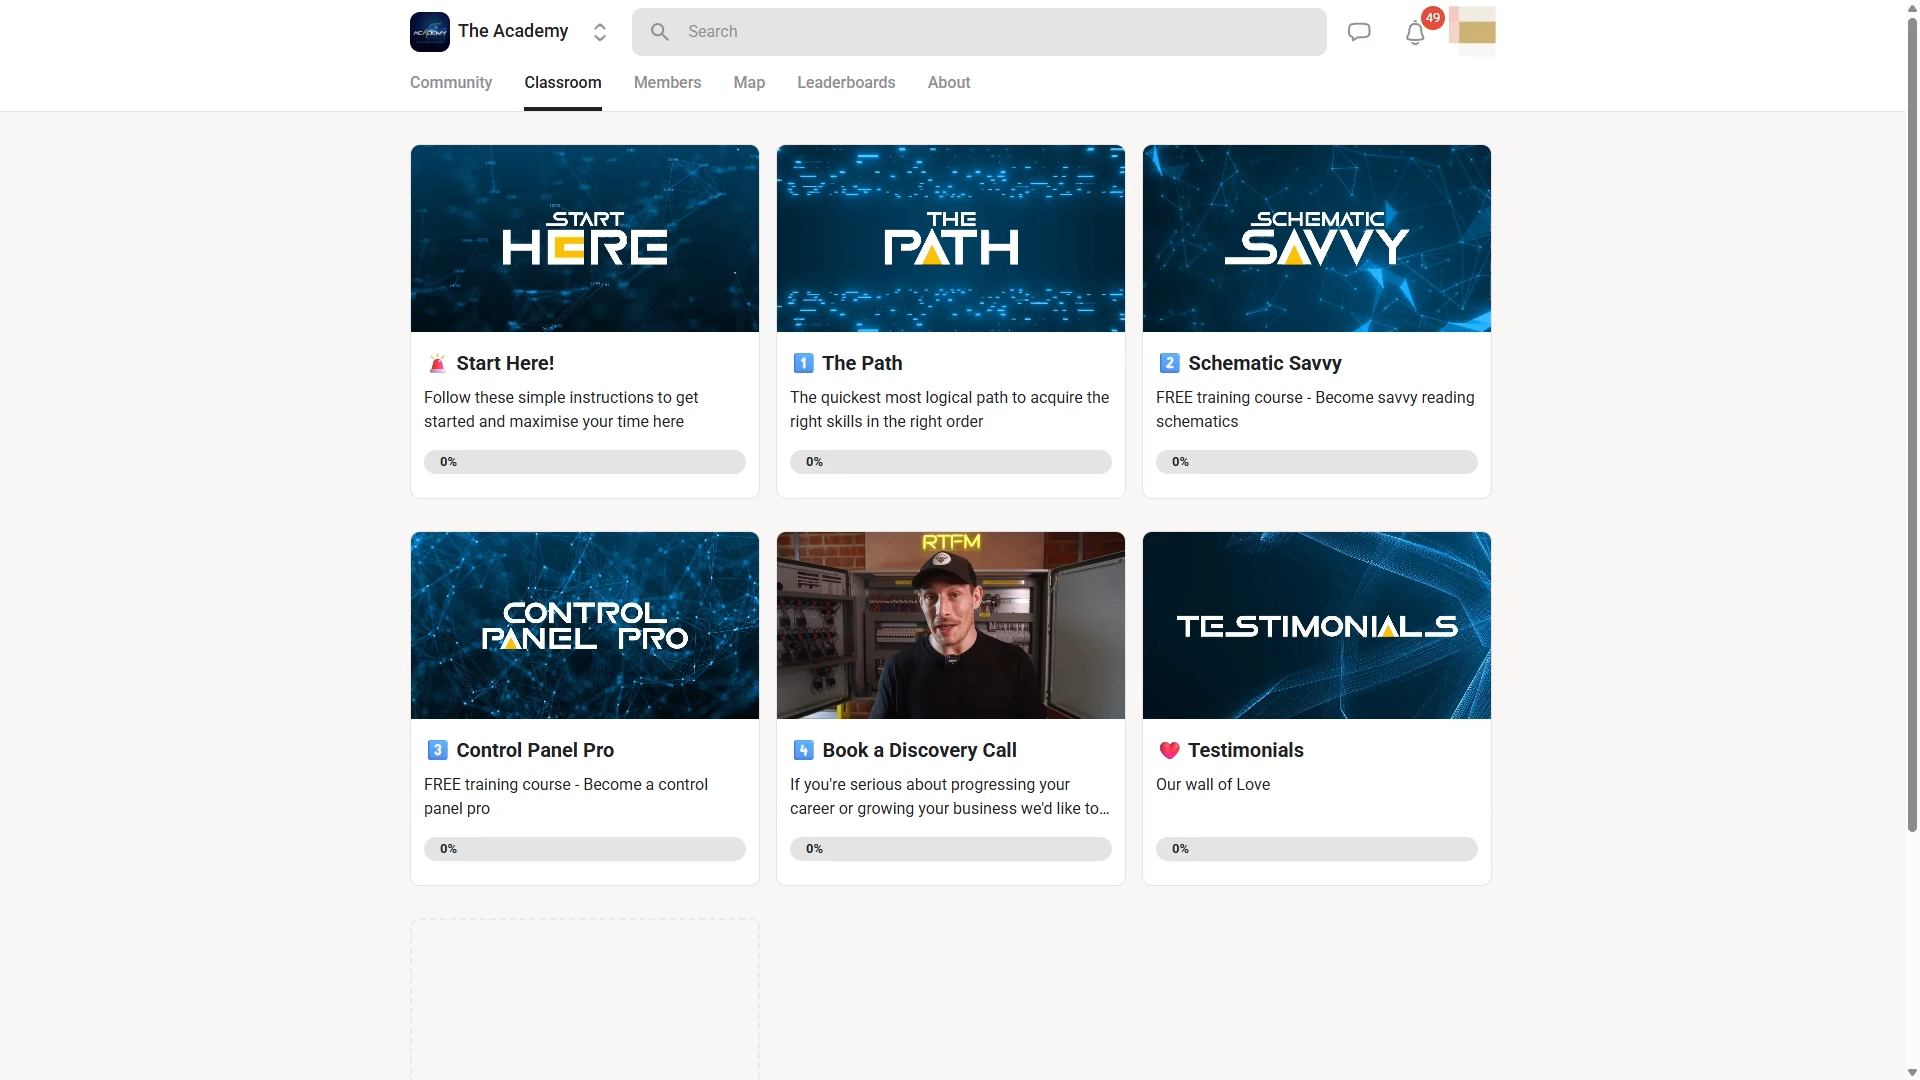 ACADEMY
The Academy
Search
49
Community
Classroom
Members
Map
Leaderboards
About
START
HERE
THE
PATH
SCHEMATIC
SAVVY
🚨 Start Here!
Follow these simple instructions to get
started and maximise your time here
0%
1️⃣ The Path
The quickest most logical path to acquire the
right skills in the right order
0%
2️⃣ Schematic Savvy
FREE training course - Become savvy reading
schematics
0%
CONTROL
PANEL PRO
RTFM
TESTIMONIALS
3️⃣ Control Panel Pro
FREE training course - Become a control
panel pro
0%
4️⃣ Book a Discovery Call
If you're serious about progressing your
career or growing your business we'd like to...
0%
❤️ Testimonials
Our wall of Love
0%